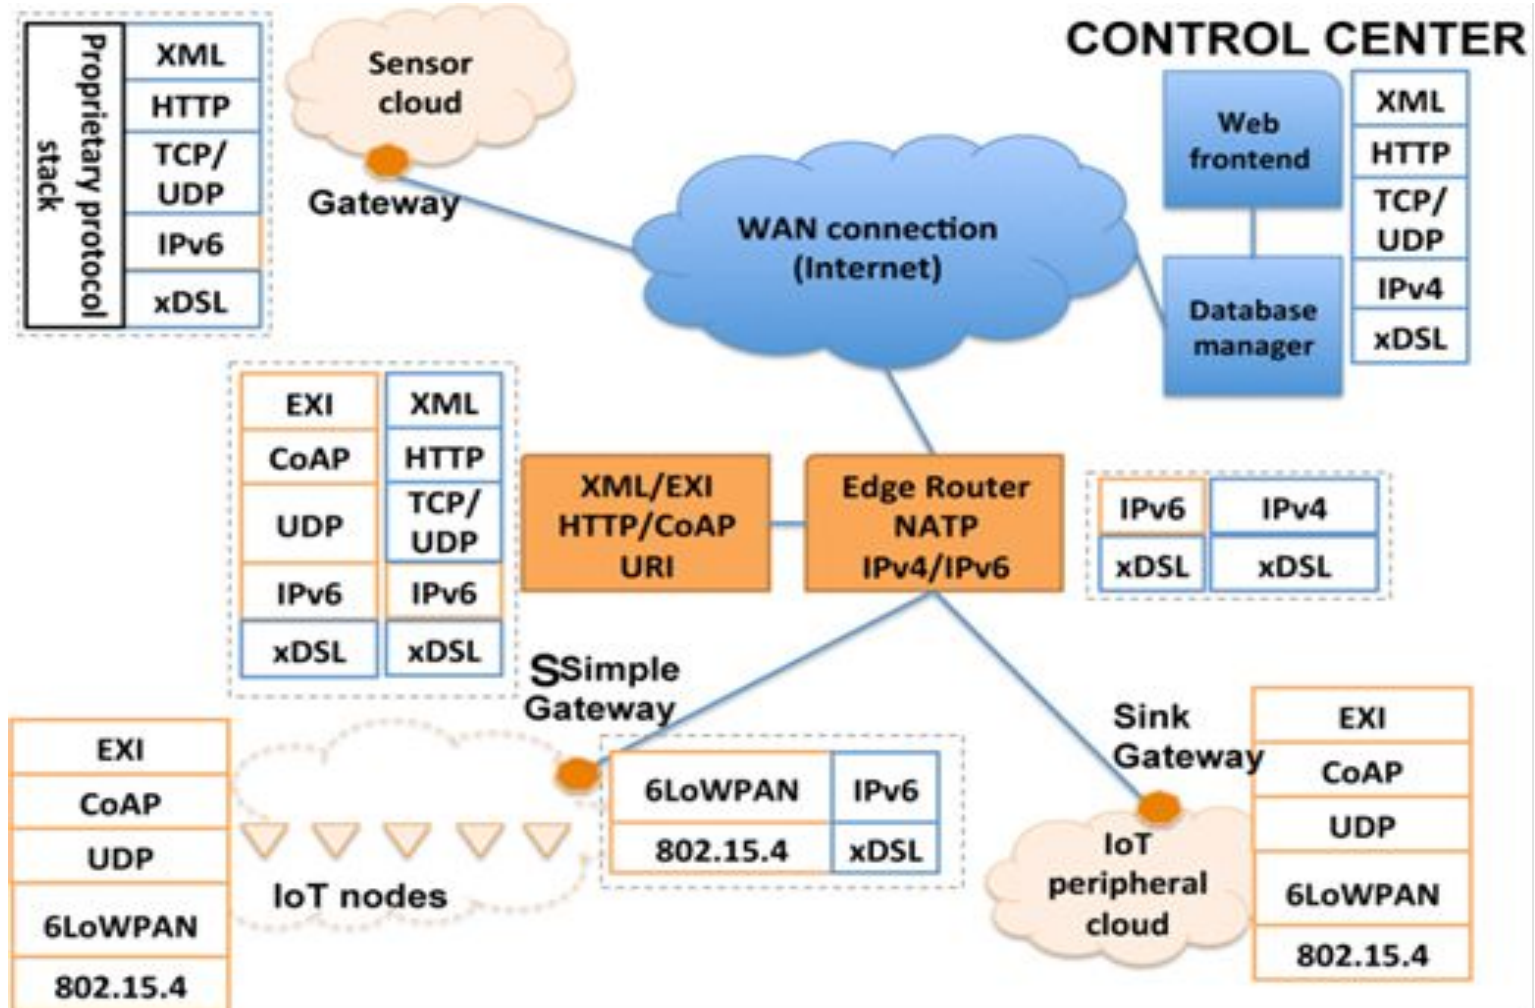 Proprietary protocol
stack
XML
HTTP
TCP/
UDP
IPv6
xDSL
Sensor
cloud
Gateway
WAN connection
(Internet)
CONTROL CENTER
Web
frontend
Database
manager
XML
HTTP
TCP/
UDP
IPv4
xDSL
EXI
CoAP
UDP
IPv6
xDSL
XML
HTTP
TCP/
UDP
IPv6
xDSL
XML/EXI
HTTP/CoAP
URI
Edge Router
NATP
IPv4/IPv6
IPv6
IPv4
xDSL
xDSL
SSimple
Gateway
Sink
Gateway
EXI
CoAP
UDP
6LoWPAN
802.15.4
IoT nodes
6LoWPAN
IPv6
802.15.4
xDSL
IoT
peripheral
cloud
EXI
CoAP
UDP
6LoWPAN
802.15.4